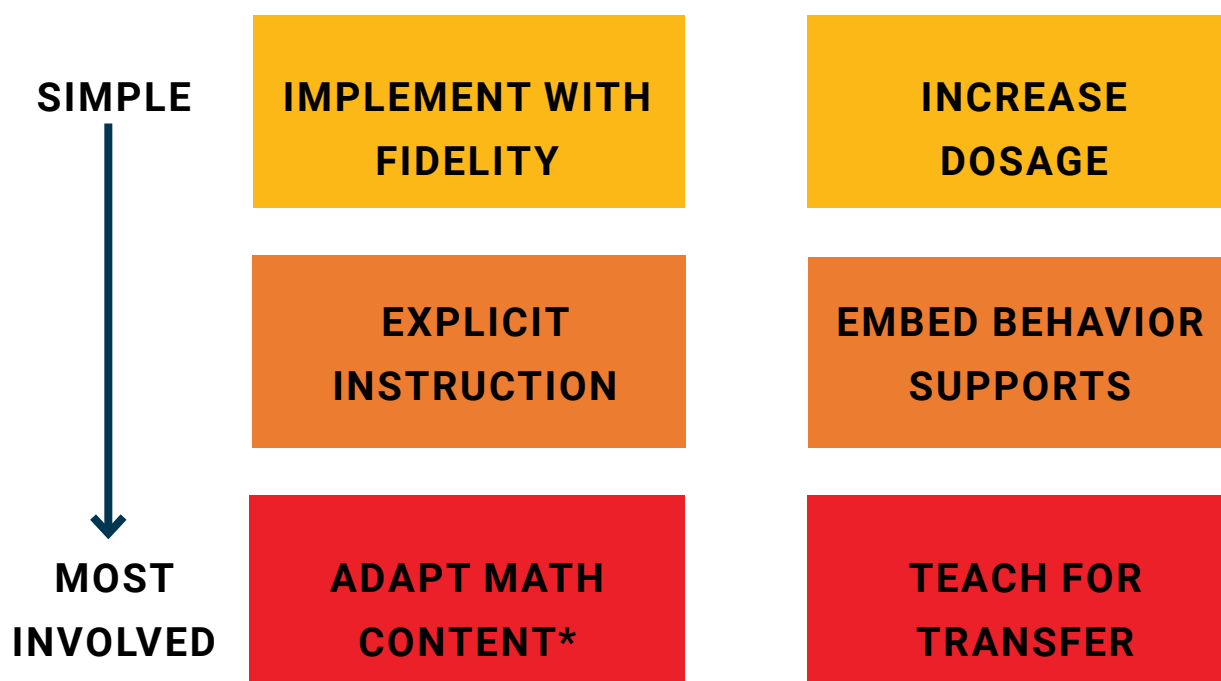 SIMPLE
IMPLEMENT WITH
FIDELITY
INCREASE
DOSAGE
EXPLICIT
INSTRUCTION
EMBED BEHAVIOR
SUPPORTS
MOST
INVOLVED
ADAPT MATH
CONTENT*
TEACH FOR
TRANSFER